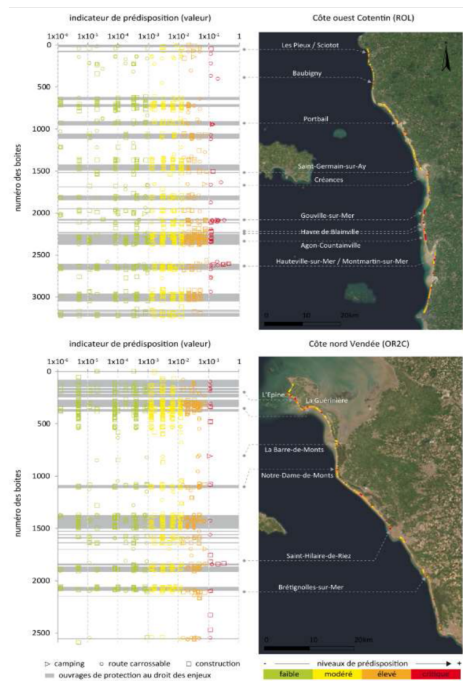 indicateur de prédisposition (valeur)
Côte ouest Cotentin (ROL)
1x10⁻⁶ 1x10⁻⁵ 1x10⁻⁴ 1x10⁻³ 1x10⁻² 1x10⁻¹ 1
0
500
1000
1500
2000
2500
3000
numéro des boites
Les Pieux / Sciotot
Baubigny
Portbail
Saint-Germain-sur-Ay
Créances
Gouville-sur-Mer
Havre de Blainville
Agon-Coutainville
Hauteville-sur-Mer / Montmartin-sur-Mer
0 10 20km
indicateur de prédisposition (valeur)
Côte nord Vendée (OR2C)
1x10⁻⁶ 1x10⁻⁵ 1x10⁻⁴ 1x10⁻³ 1x10⁻² 1x10⁻¹ 1
0
500
1000
1500
2000
2500
numéro des boites
L'Epine
La Guérinière
La Barre-de-Monts
Notre-Dame-de-Monts
Saint-Hilaire-de-Riez
Brétignolles-sur-Mer
0 10 20km
camping route carrossable construction
ouvrages de protection au droit des enjeux
- niveaux de prédisposition +
faible modéré élevé